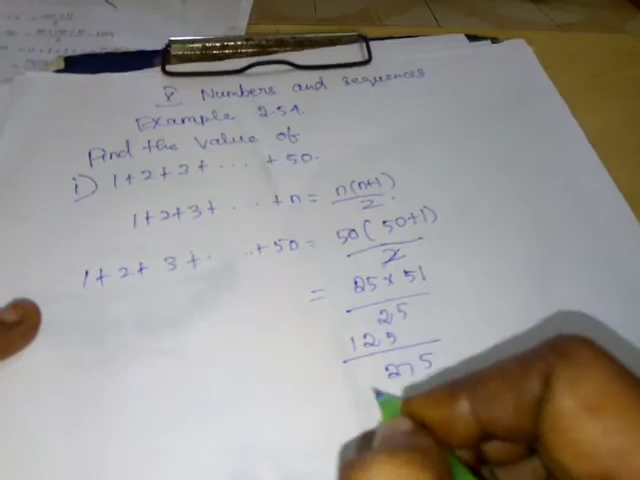 X Numbers and sequences
Example 2.54.
Find the value of
i) 1+2+3+ ... +50.
1+2+3+ ... +n = n(n+1)/2.
1+2+3+ ... +50 = 50(50+1)/2
= 25×51
25
125
275